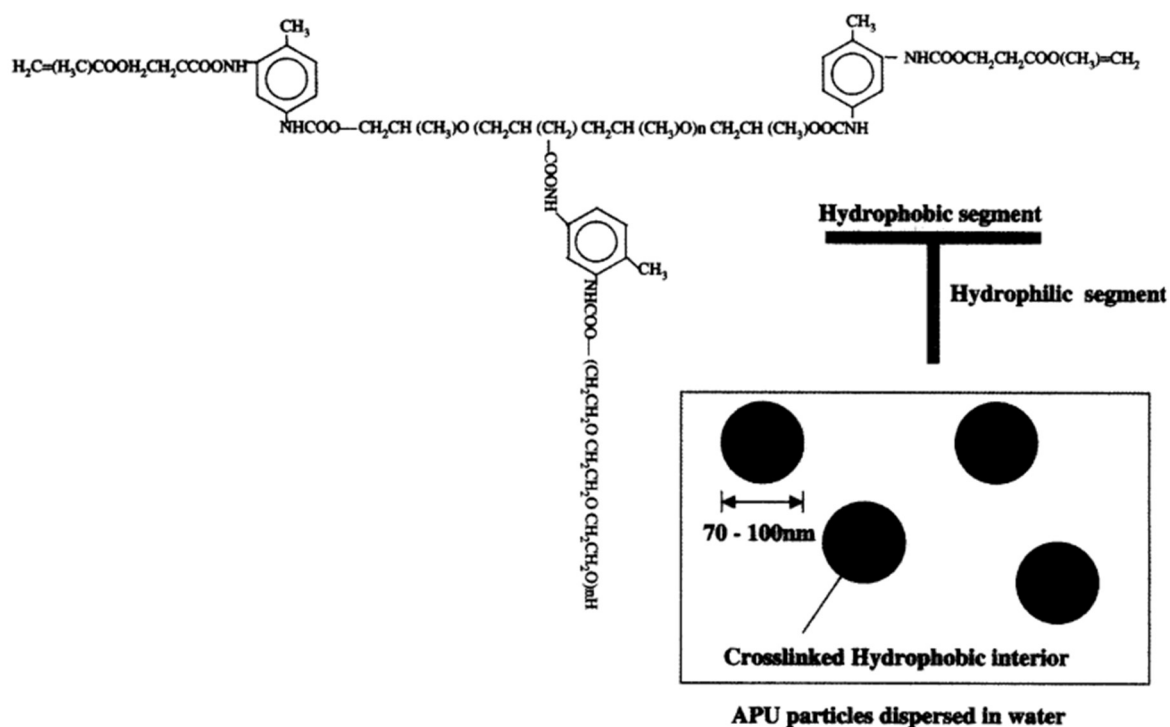 CH₃
CH₃
H₂C=(H₃C)COOH₂CH₂CCOONH
NHCOOCH₂CH₂COO(CH₃)=CH₂
NHCOO—CH₂CH (CH₃)O (CH₂CH (CH₂) CH₂CH (CH₃)O)n CH₂CH (CH₃)OOCNH
—COONH
CH₃
NHCOO—(CH₂CH₂O CH₂CH₂O CH₂CH₂O)nH
Hydrophobic segment
Hydrophilic segment
70 - 100nm
Crosslinked Hydrophobic interior
APU particles dispersed in water